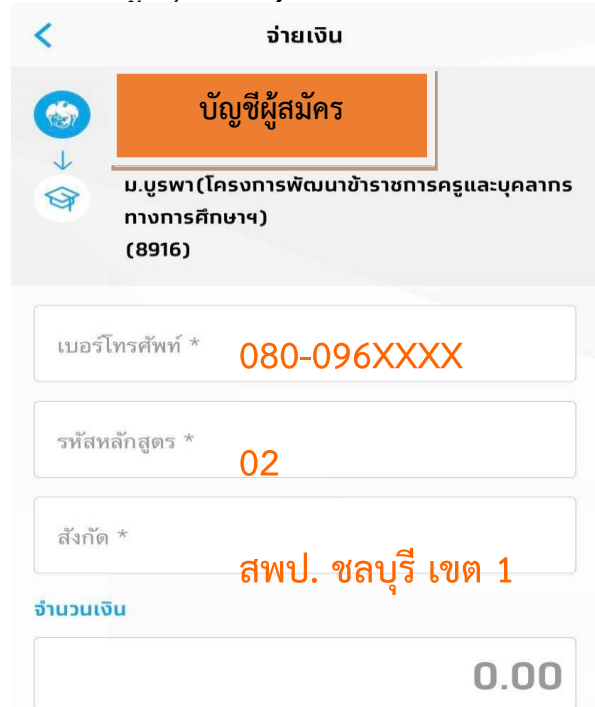 จ่ายเงิน
บัญชีผู้สมัคร
ม.บูรพา(โครงการพัฒนาข้าราชการครูและบุคลากร
ทางการศึกษาฯ)
(8916)
เบอร์โทรศัพท์ *
080-096XXXX
รหัสหลักสูตร *
02
สังกัด *
สพป. ชลบุรี เขต 1
จำนวนเงิน
0.00